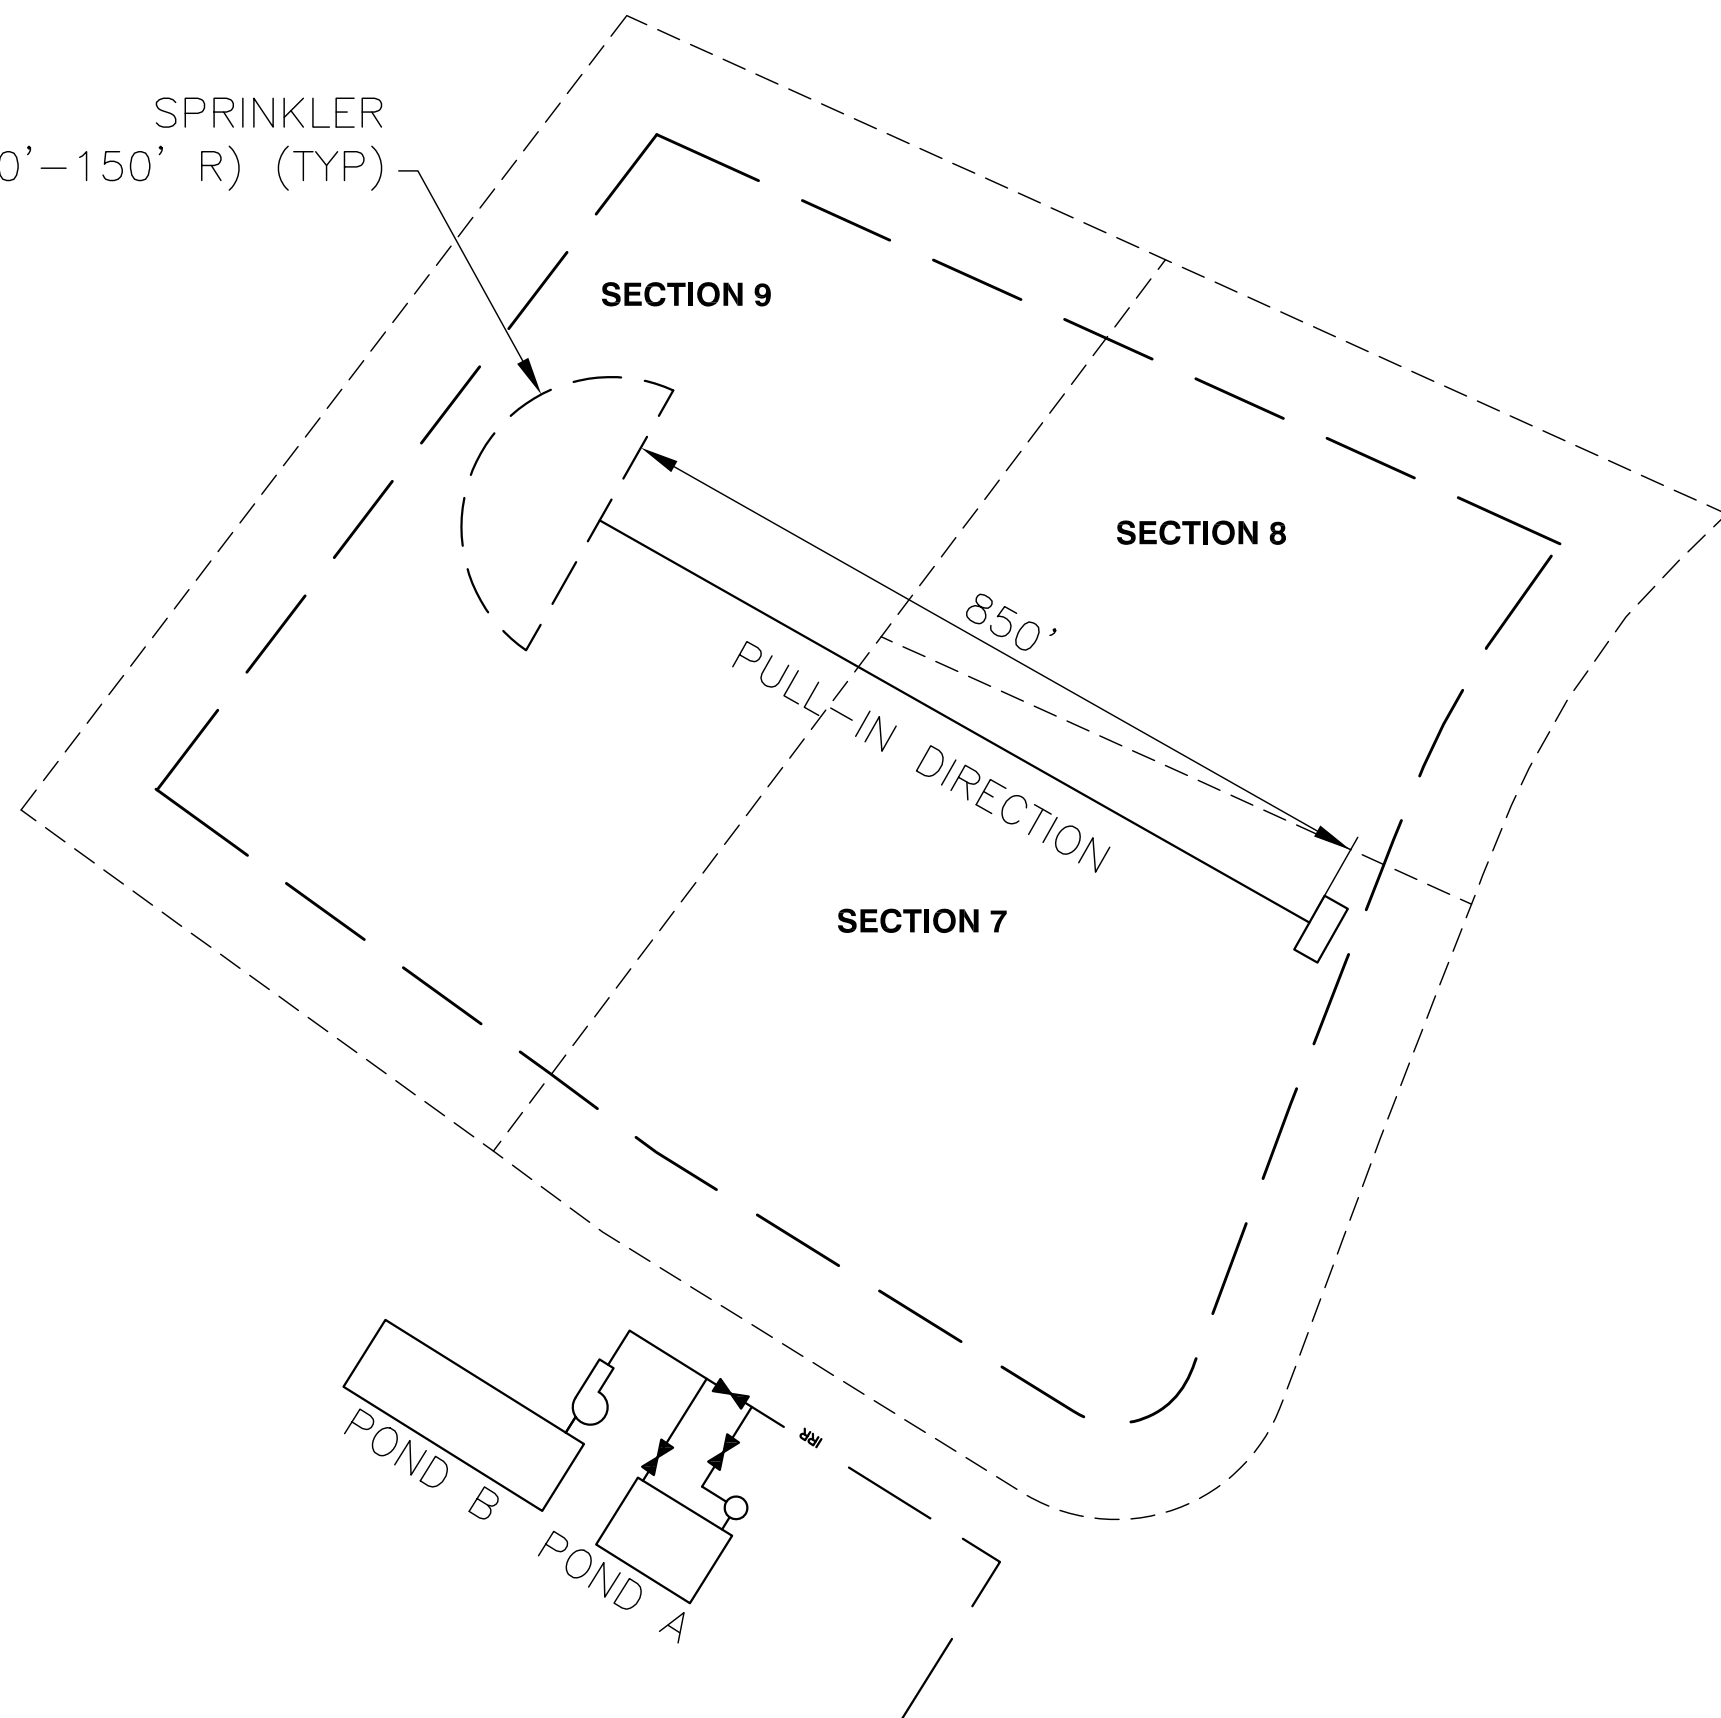 SPRINKLER
0'-150' R) (TYP)
SECTION 9
SECTION 8
850'
PULL-IN DIRECTION
SECTION 7
IRR
POND B
POND A